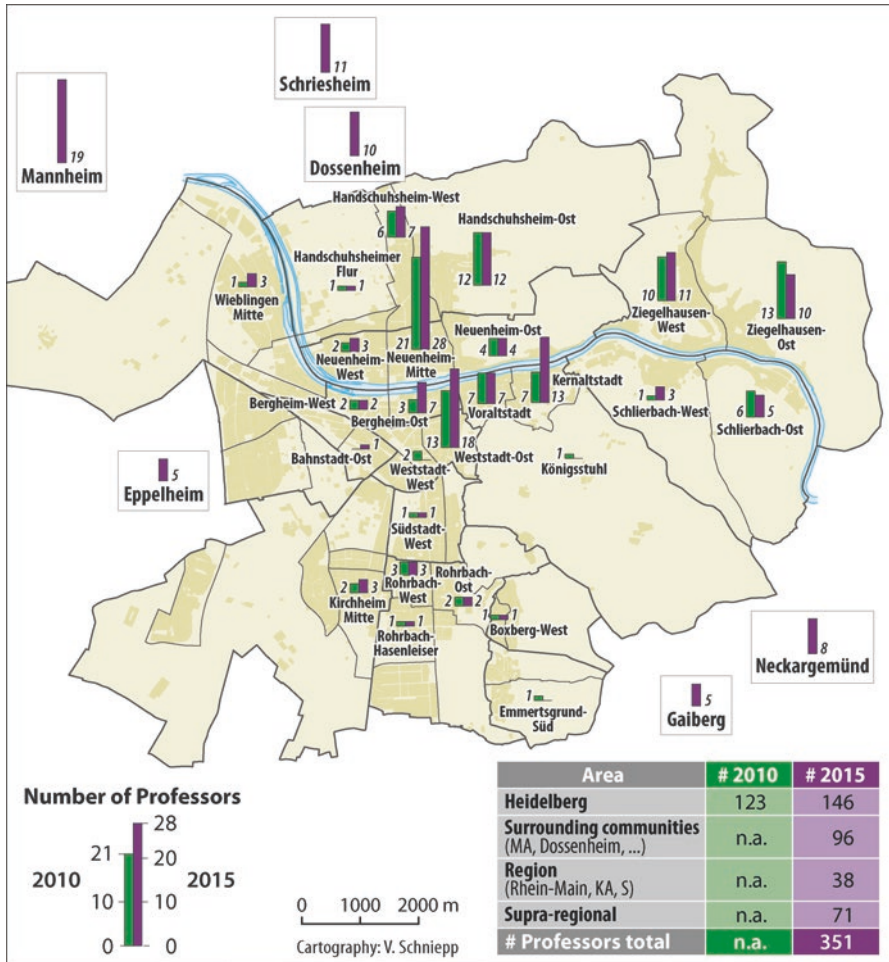 11
Schriesheim
19
Mannheim
10
Dossenheim
Handschuhsheim-West
6 7
Handschuhsheim-Ost
12 12
Handschuhsheimer
Flur
1 1
1 3
Wieblingen
Mitte
10 11
Ziegelhausen-
West
13 10
Ziegelhausen-
Ost
2 3
Neuenheim-
West
21 28
Neuenheim-
Mitte
Neuenheim-Ost
4 4
Bergheim-West
2 2
3 7
Bergheim-Ost
7 7
Voraltstadt
Kernaltstadt
7 13
1 3
Schlierbach-West
6 5
Schlierbach-Ost
13 18
Weststadt-Ost
1
Bahnstadt-Ost
2
Weststadt-
West
1
Königsstuhl
5
Eppelheim
1 1
Südstadt-
West
3 3
Rohrbach-
West
Rohrbach-
Ost
2 2
2 3
Kirchheim
Mitte
1 1
Rohrbach-
Hasenleiser
1 1
Boxberg-West
1
Emmertsgrund-
Süd
8
Neckargemünd
5
Gaiberg
Number of Professors
28
21
20
2010 2015
10 10
0 0
0 1000 2000 m
Cartography: V. Schniepp
Area # 2010 # 2015
Heidelberg 123 146
Surrounding communities
(MA, Dossenheim, ...) n.a. 96
Region
(Rhein-Main, KA, S) n.a. 38
Supra-regional n.a. 71
# Professors total n.a. 351